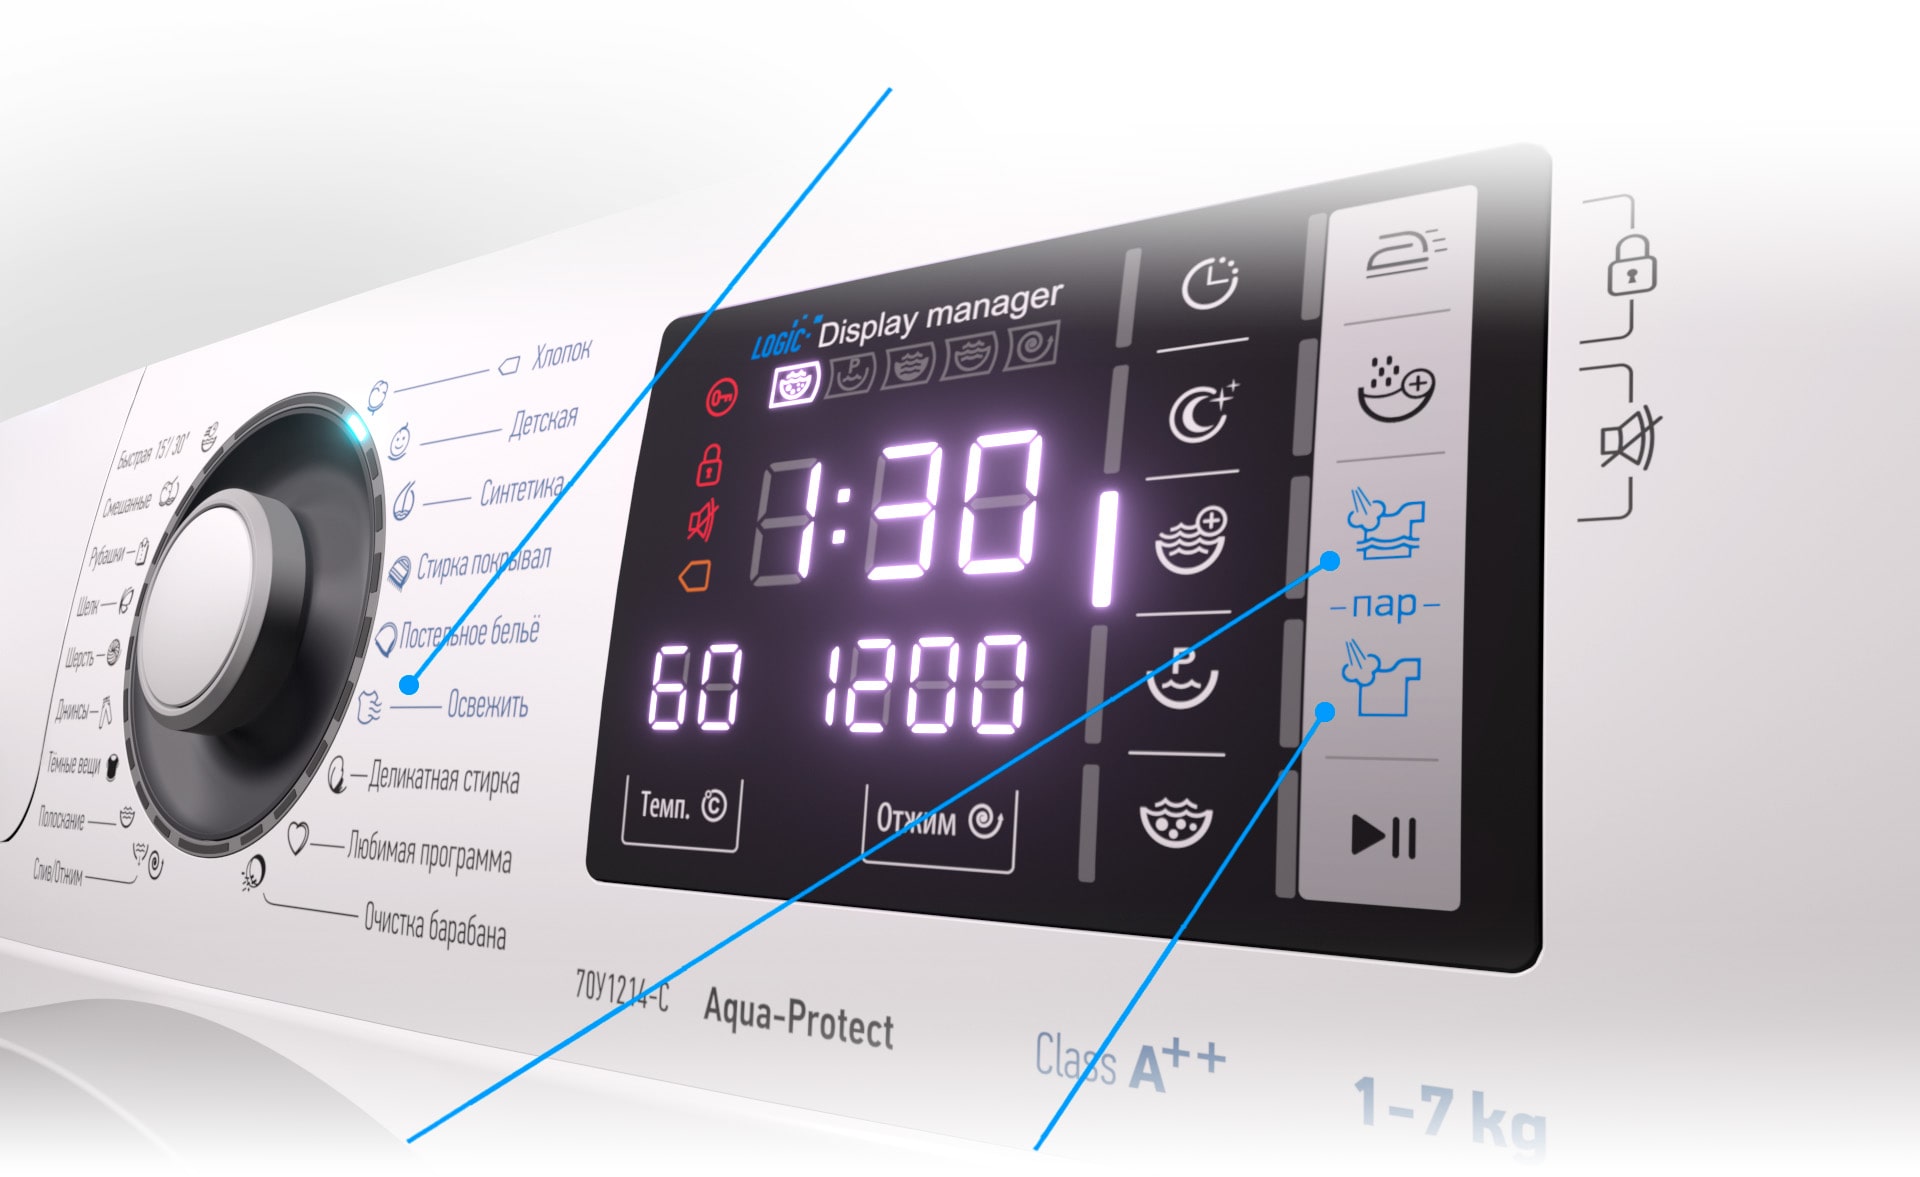 Хлопок
Детская
Синтетика
Стирка покрывал
Постельное бельё
Освежить
Деликатная стирка
Любимая программа
Очистка барабана
Быстрая 15'/30'
Смешанные
Рубашки
Шелк
Шерсть
Джинсы
Тёмные вещи
Полоскание
Слив/Отжим
LOGIC Display manager
P
1:30
60
1200
Темп. °C
Отжим
P
-пар-
70У1214-С Aqua-Protect
Class A++
1-7 kg